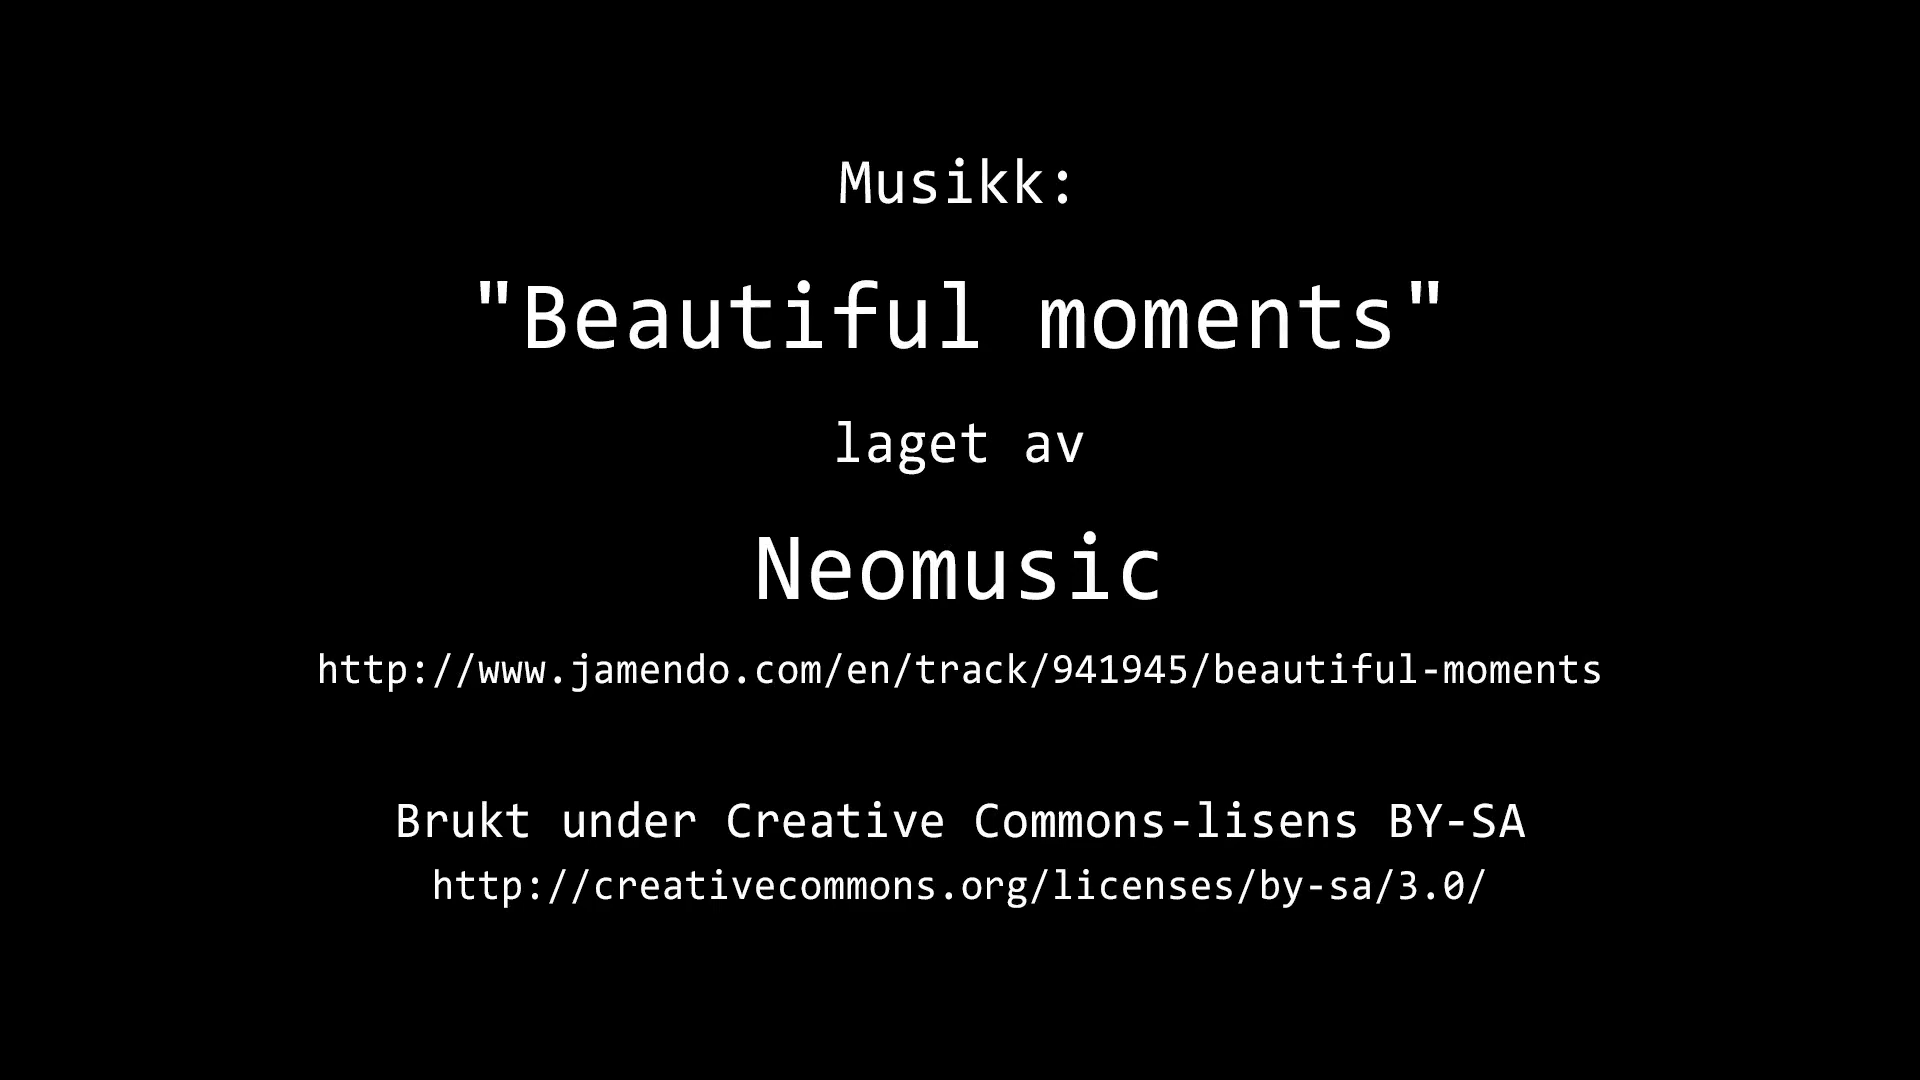 Musikk:
"Beautiful moments"
laget av
Neomusic
http://www.jamendo.com/en/track/941945/beautiful-moments
Brukt under Creative Commons-lisens BY-SA
http://creativecommons.org/licenses/by-sa/3.0/